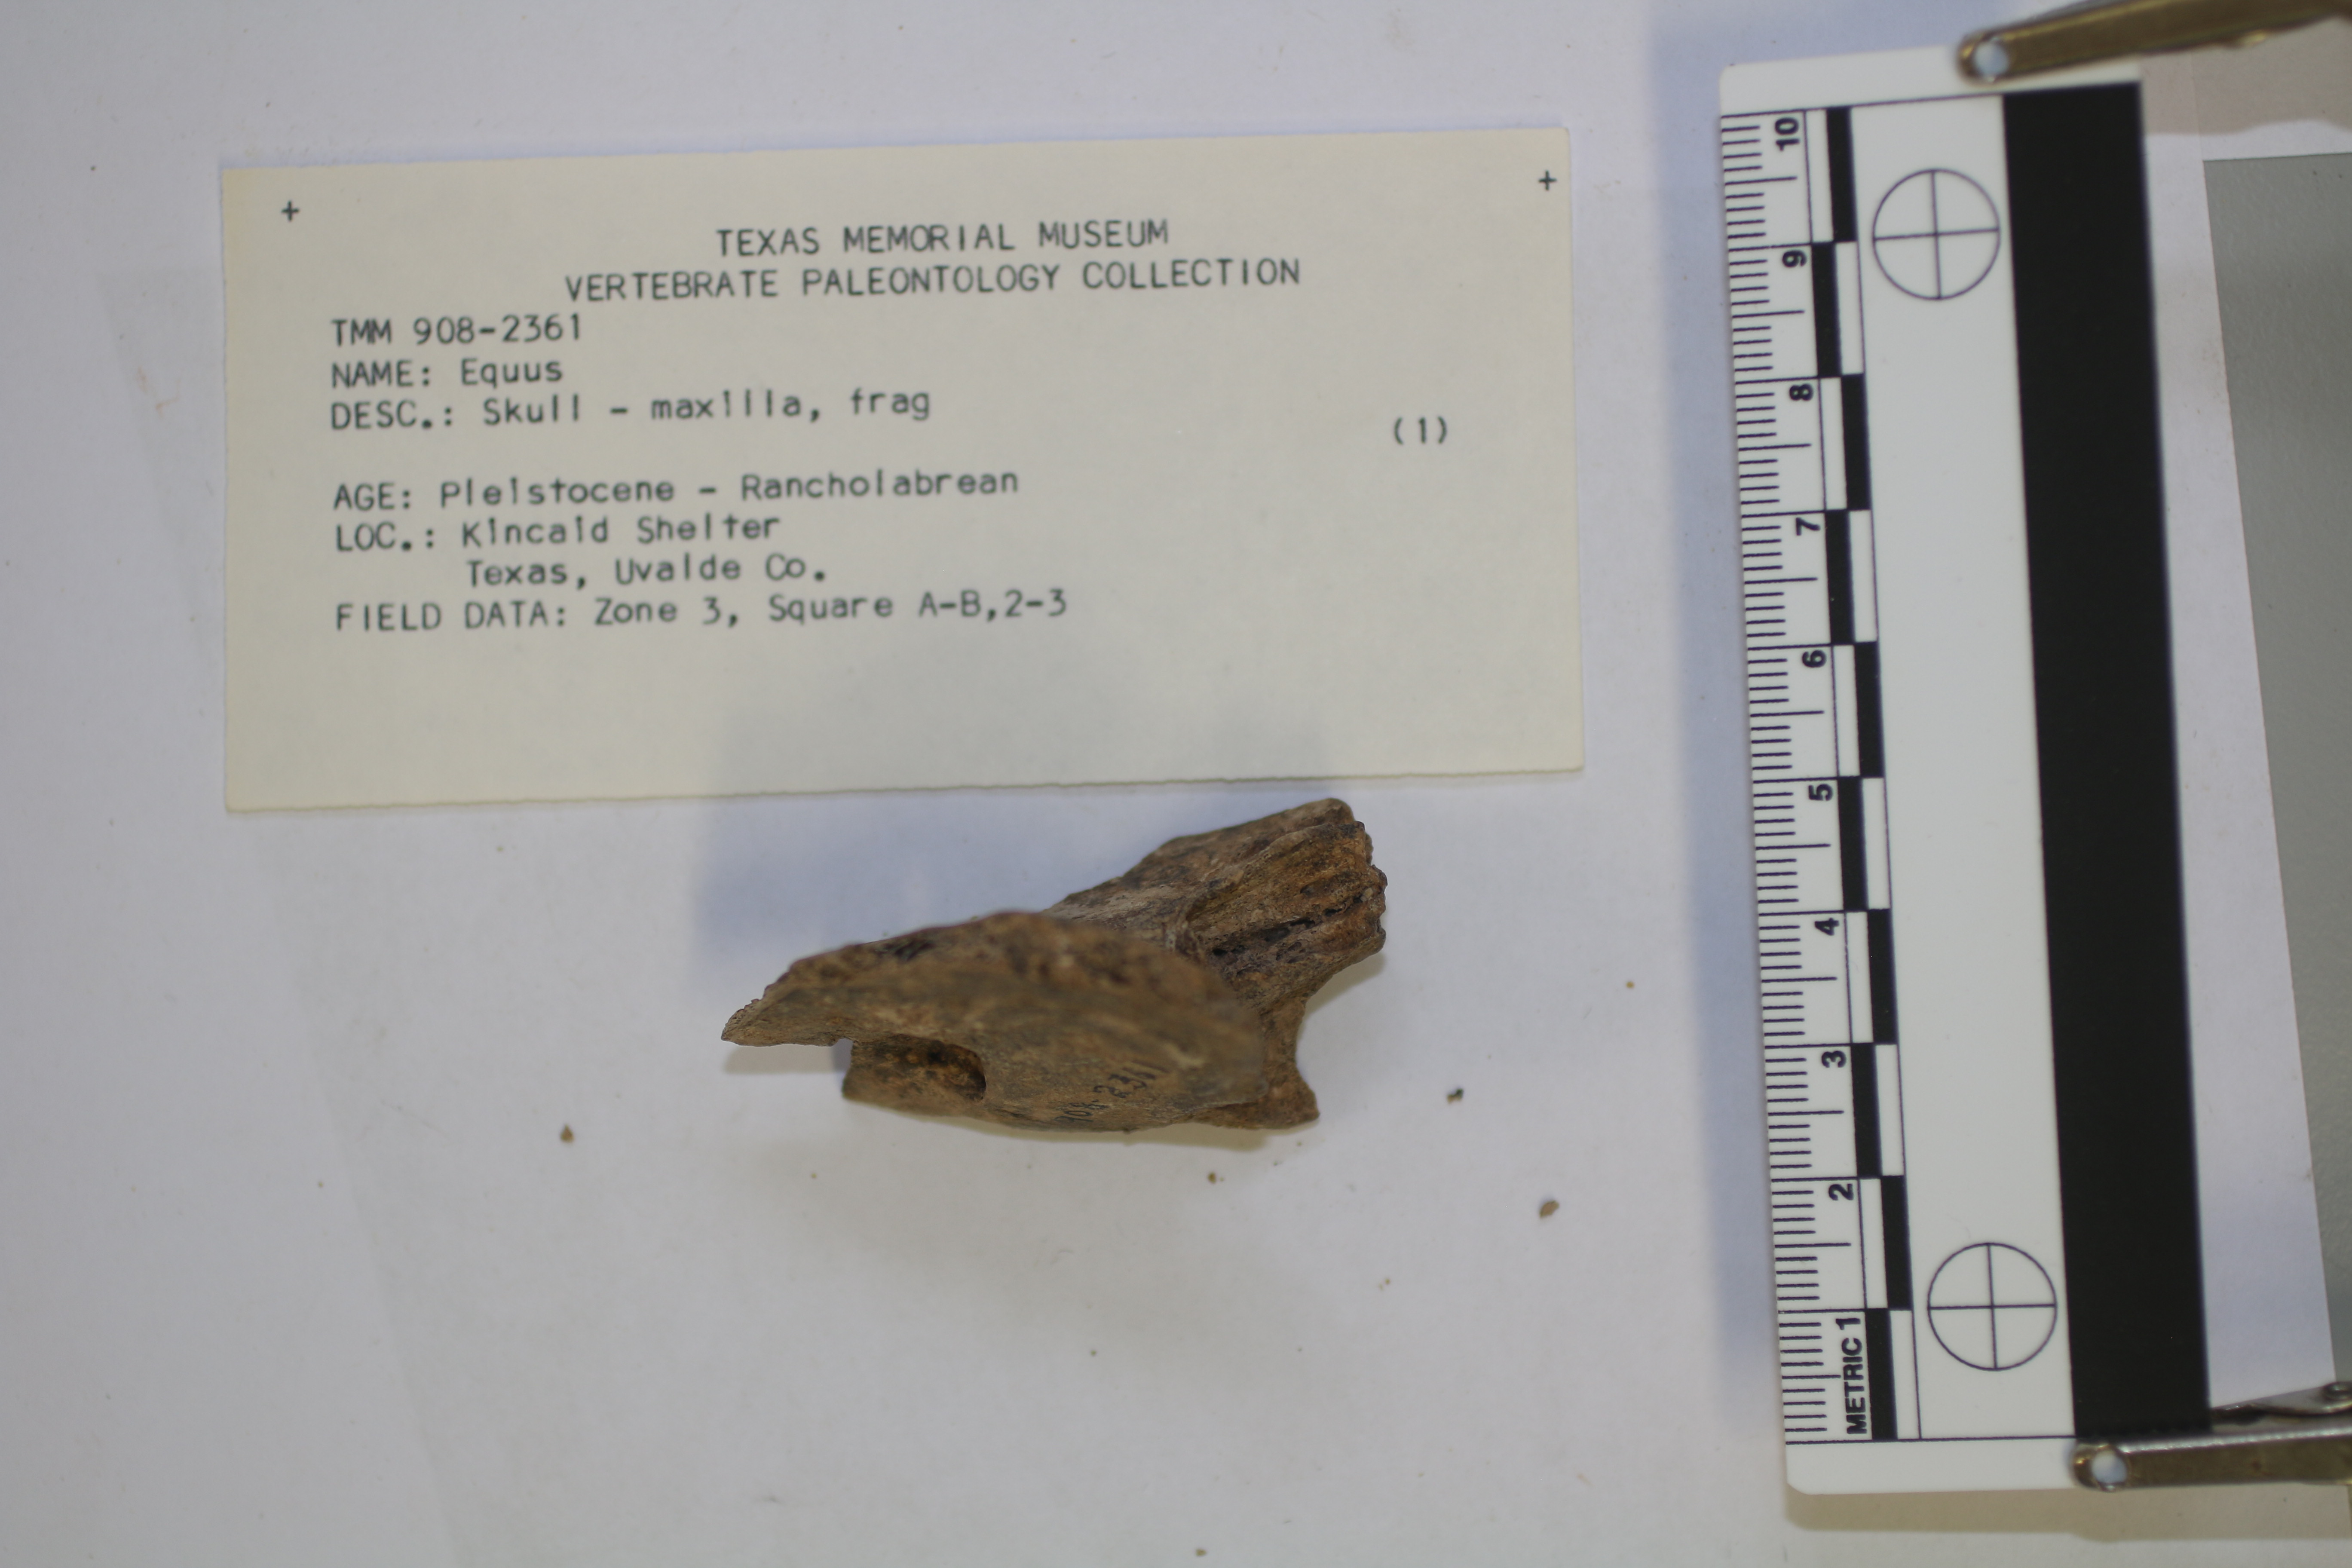 TEXAS MEMORIAL MUSEUM
VERTEBRATE PALEONTOLOGY COLLECTION
TMM 908-2361
NAME: Equus
DESC.: Skull - maxilla, frag (1)
AGE: Pleistocene - Rancholabrean
LOC.: Kincaid Shelter
Texas, Uvalde Co.
FIELD DATA: Zone 3, Square A-B,2-3
908-2361
METRIC 1 2 3 4 5 6 7 8 9 10